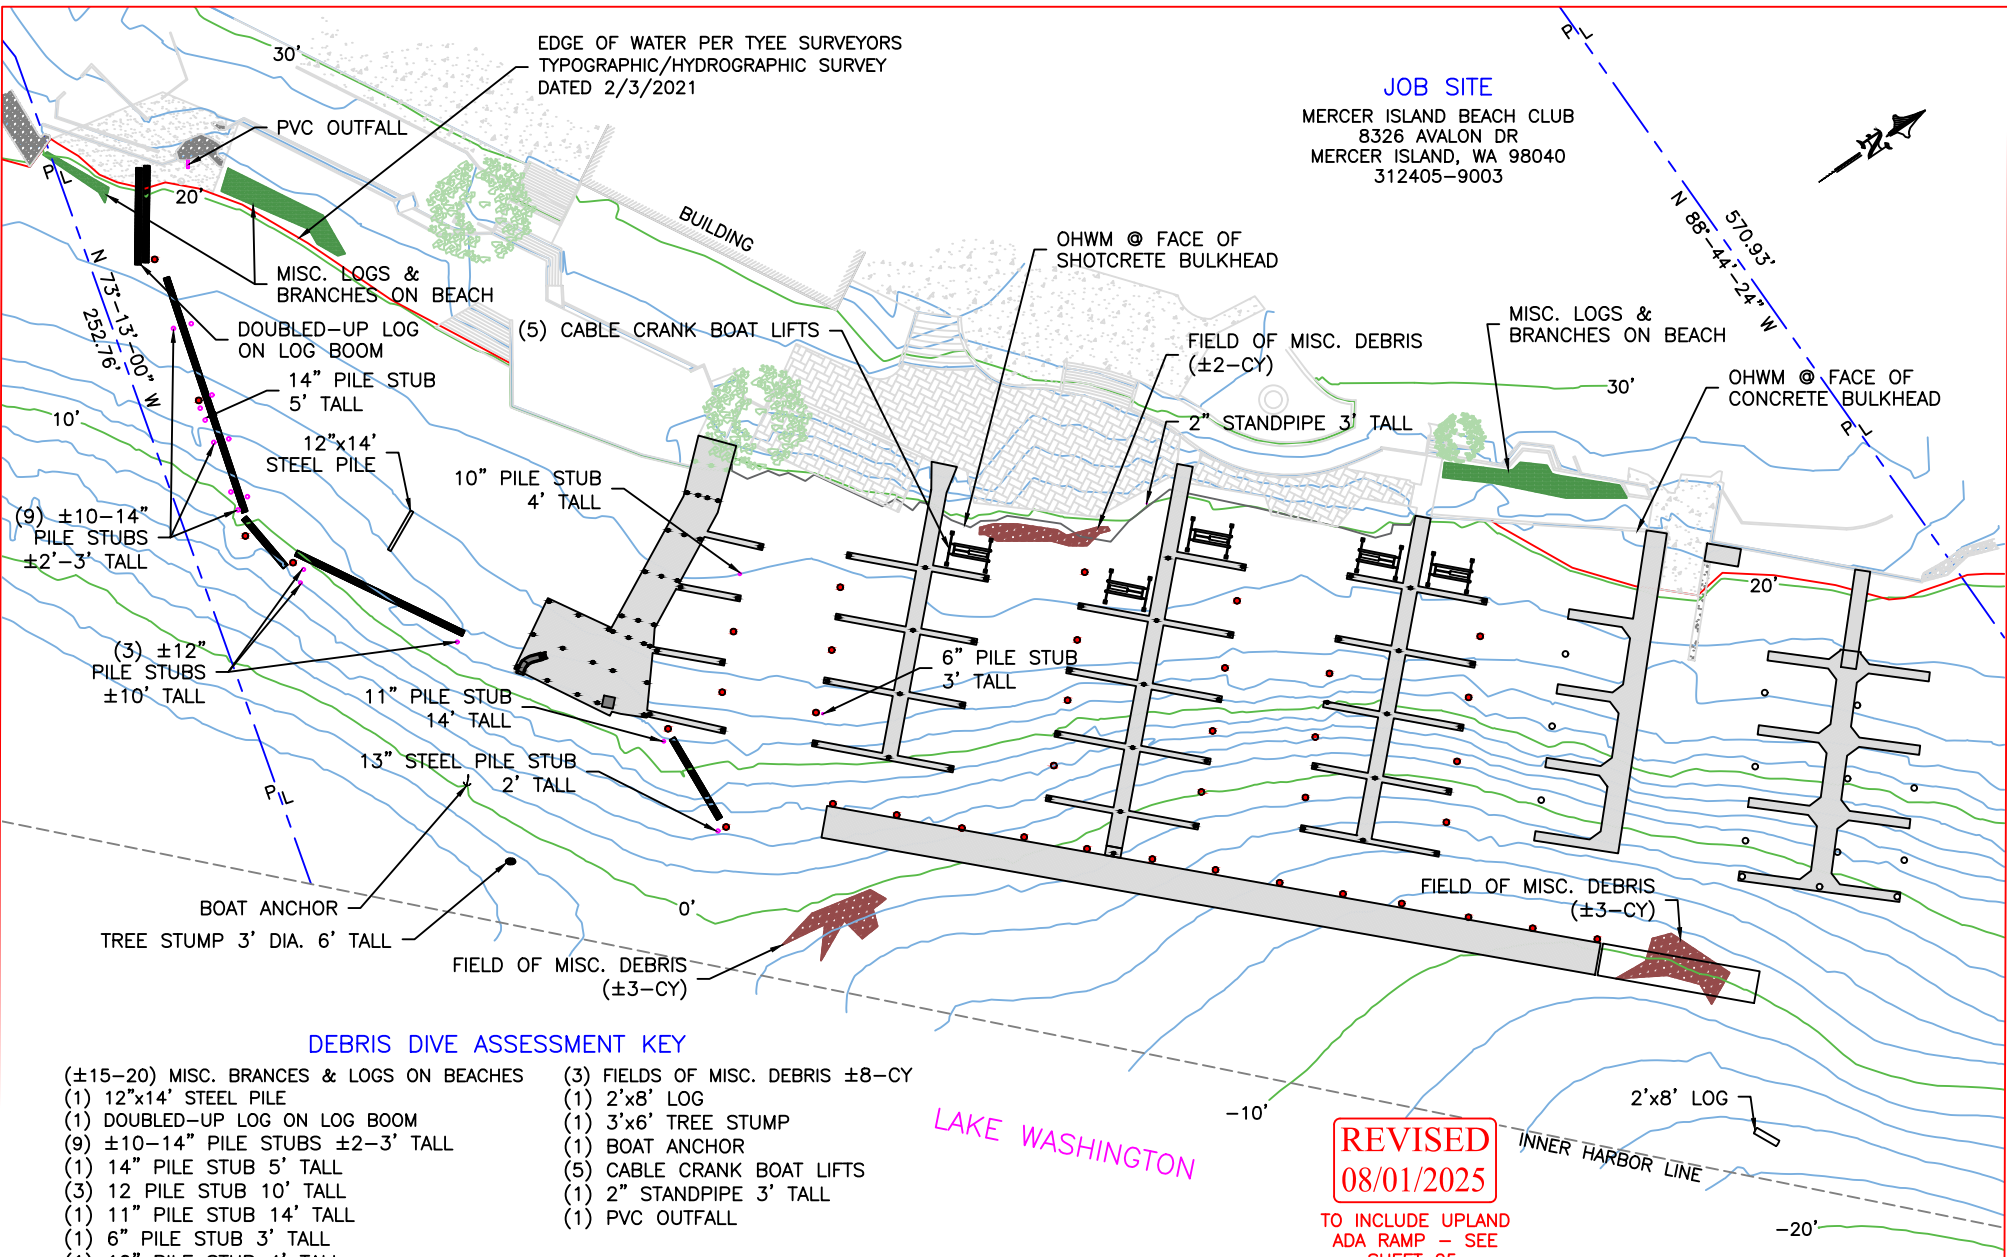 30'
EDGE OF WATER PER TYEE SURVEYORS
TYPOGRAPHIC/HYDROGRAPHIC SURVEY
DATED 2/3/2021
PVC OUTFALL
P L
20'
BUILDING
JOB SITE
MERCER ISLAND BEACH CLUB
8326 AVALON DR
MERCER ISLAND, WA 98040
312405-9003
P L
N 88°-44'-24" W
570.93'
P L
N 73°-13'-00" W
252.76'
MISC. LOGS &
BRANCHES ON BEACH
DOUBLED-UP LOG
ON LOG BOOM
14" PILE STUB
5' TALL
12"x14'
STEEL PILE
10'
(9) ±10-14"
PILE STUBS
±2'-3' TALL
(3) ±12"
PILE STUBS
±10' TALL
P L
(5) CABLE CRANK BOAT LIFTS
OHWM @ FACE OF
SHOTCRETE BULKHEAD
FIELD OF MISC. DEBRIS
(±2-CY)
2" STANDPIPE 3' TALL
MISC. LOGS &
BRANCHES ON BEACH
30'
OHWM @ FACE OF
CONCRETE BULKHEAD
20'
10" PILE STUB
4' TALL
6" PILE STUB
3' TALL
11" PILE STUB
14' TALL
13" STEEL PILE STUB
2' TALL
BOAT ANCHOR
TREE STUMP 3' DIA. 6' TALL
0'
FIELD OF MISC. DEBRIS
(±3-CY)
FIELD OF MISC. DEBRIS
(±3-CY)
DEBRIS DIVE ASSESSMENT KEY
(±15-20) MISC. BRANCES & LOGS ON BEACHES
(1) 12"x14' STEEL PILE
(1) DOUBLED-UP LOG ON LOG BOOM
(9) ±10-14" PILE STUBS ±2-3' TALL
(1) 14" PILE STUB 5' TALL
(3) 12 PILE STUB 10' TALL
(1) 11" PILE STUB 14' TALL
(1) 6" PILE STUB 3' TALL
(1) 10" PILE STUB 4' TALL
(3) FIELDS OF MISC. DEBRIS ±8-CY
(1) 2'x8' LOG
(1) 3'x6' TREE STUMP
(1) BOAT ANCHOR
(5) CABLE CRANK BOAT LIFTS
(1) 2" STANDPIPE 3' TALL
(1) PVC OUTFALL
LAKE WASHINGTON
-10'
2'x8' LOG
INNER HARBOR LINE
-20'
REVISED
08/01/2025
TO INCLUDE UPLAND
ADA RAMP - SEE
SHEET